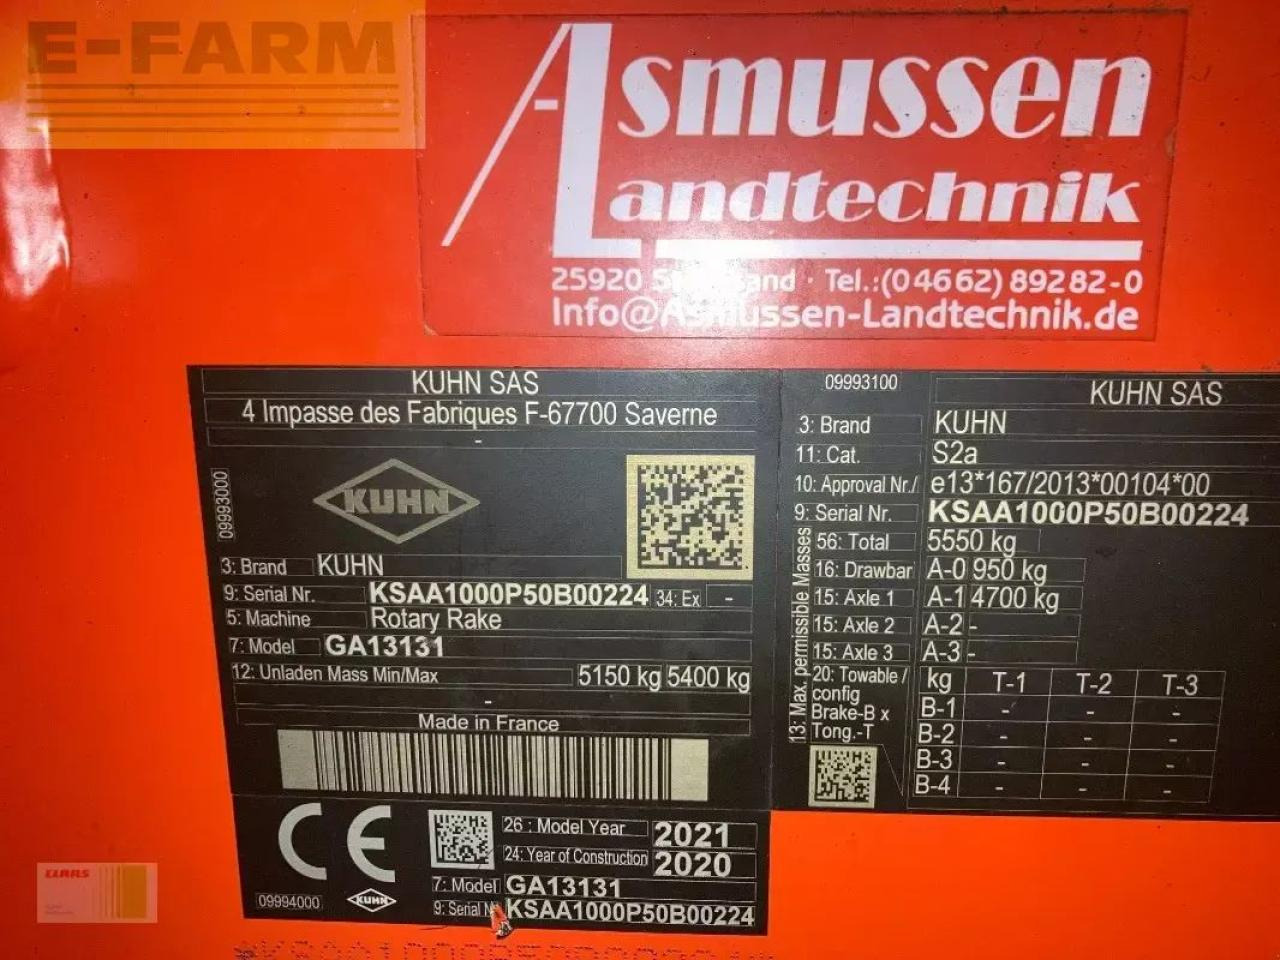 E-FARM
Asmussen
Landtechnik
25920 · Tel.:(04662) 89282-0
Info@Asmussen-Landtechnik.de
KUHN SAS
4 Impasse des Fabriques F-67700 Saverne
-
09993000
KUHN
3: Brand KUHN
9: Serial Nr. KSAA1000P50B00224 34: Ex -
5: Machine Rotary Rake
7: Model GA13131
12: Unladen Mass Min/Max 5150 kg 5400 kg
-
Made in France
CE
26 : Model Year 2021
24: Year of Construction 2020
7: Model GA13131
9: Serial KSAA1000P50B00224
09994000
KUHN
09993100
KUHN SAS
3: Brand KUHN
11: Cat. S2a
10: Approval Nr./ e13*167/2013*00104*00
9: Serial Nr. KSAA1000P50B00224
13: Max. permissible Masses
56: Total 5550 kg
16: Drawbar A-0 950 kg
15: Axle 1 A-1 4700 kg
15: Axle 2 A-2 -
15: Axle 3 A-3 -
20: Towable /
config
Brake-B x
Tong.-T
kg T-1 T-2 T-3
B-1 - - -
B-2 - - -
B-3 - - -
B-4 - - -
CLAAS